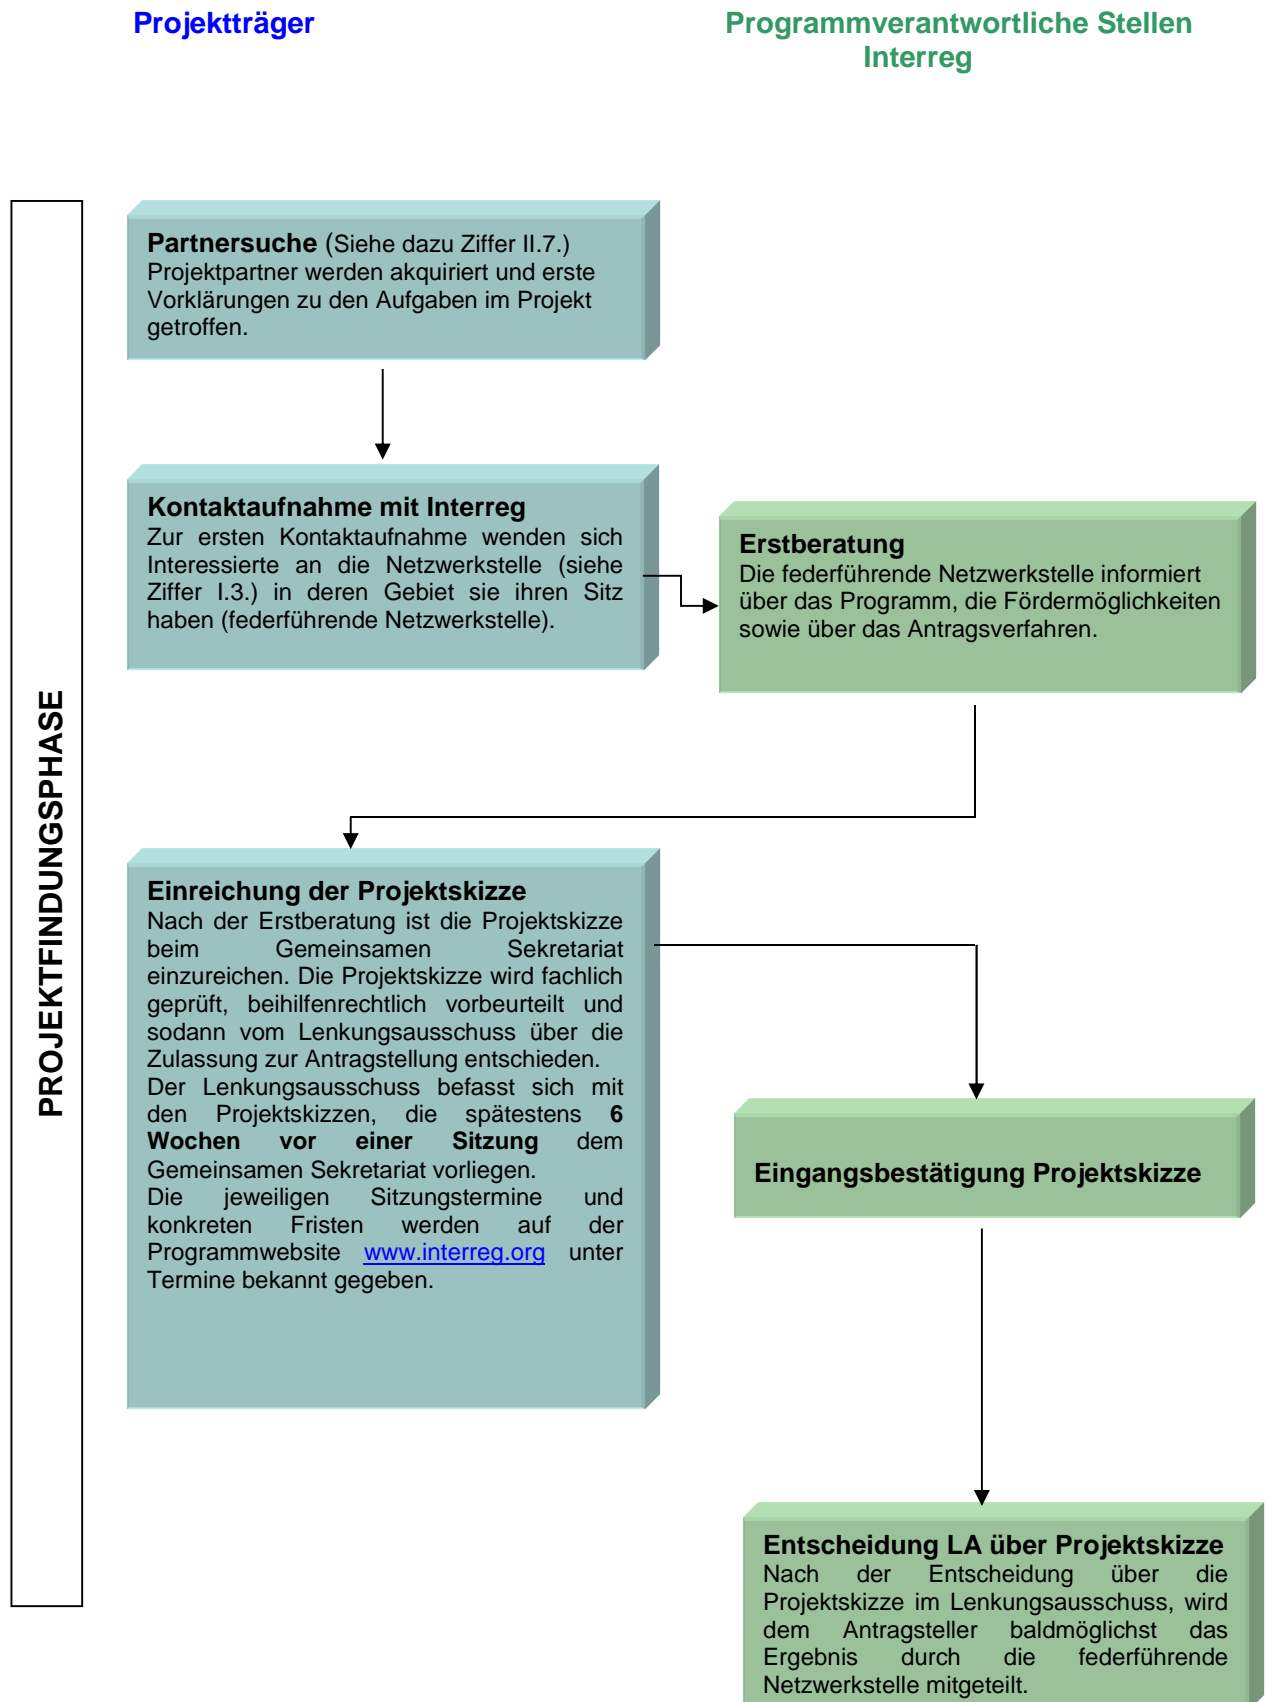 Projektträger
Programmverantwortliche Stellen
Interreg
PROJEKTFINDUNGSPHASE
Partnersuche (Siehe dazu Ziffer II.7.)
Projektpartner werden akquiriert und erste
Vorklärungen zu den Aufgaben im Projekt
getroffen.
Kontaktaufnahme mit Interreg
Zur ersten Kontaktaufnahme wenden sich
Interessierte an die Netzwerkstelle (siehe
Ziffer I.3.) in deren Gebiet sie ihren Sitz
haben (federführende Netzwerkstelle).
Erstberatung
Die federführende Netzwerkstelle informiert
über das Programm, die Fördermöglichkeiten
sowie über das Antragsverfahren.
Einreichung der Projektskizze
Nach der Erstberatung ist die Projektskizze
beim Gemeinsamen Sekretariat
einzureichen. Die Projektskizze wird fachlich
geprüft, beihilfenrechtlich vorbeurteilt und
sodann vom Lenkungsausschuss über die
Zulassung zur Antragstellung entschieden.
Der Lenkungsausschuss befasst sich mit
den Projektskizzen, die spätestens 6
Wochen vor einer Sitzung dem
Gemeinsamen Sekretariat vorliegen.
Die jeweiligen Sitzungstermine und
konkreten Fristen werden auf der
Programmwebsite www.interreg.org unter
Termine bekannt gegeben.
Eingangsbestätigung Projektskizze
Entscheidung LA über Projektskizze
Nach der Entscheidung über die
Projektskizze im Lenkungsausschuss, wird
dem Antragsteller baldmöglichst das
Ergebnis durch die federführende
Netzwerkstelle mitgeteilt.